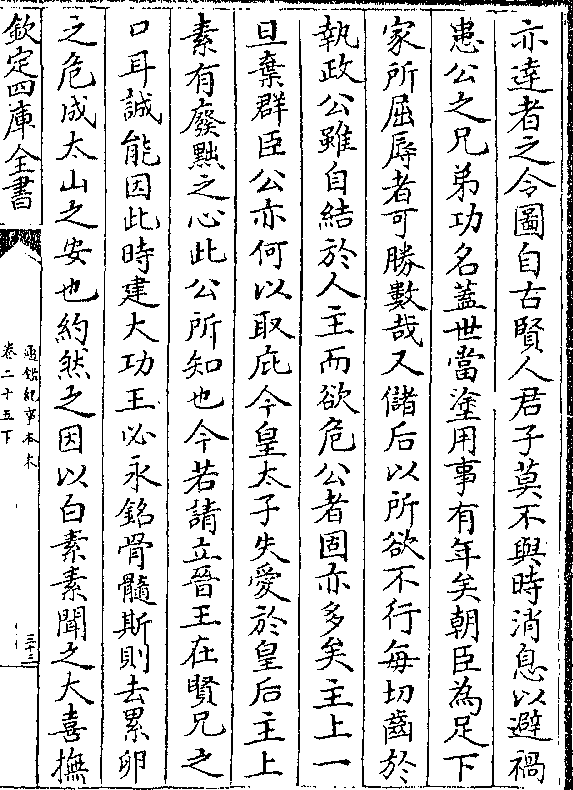 亦達者之令圖自古賢人君子莫不與時消息以避禍
患公之兄弟功名蓋世當塗用事有年矣朝臣為足下
家所屈辱者可勝數哉又儲后以所欲不行每切齒於
執政公雖自結於人主而欲危公者固亦多矣主上一
旦棄群臣公亦何以取庇今皇太子失愛於皇后主上
素有廢黜之心此公所知也今若請立晉王在賢兄之
口耳誠能因此時建大功王必永銘骨髓斯則去累卵
之危成太山之安也約然之因以白素素聞之大喜撫
欽定四庫全書
通鑑紀事本末
卷二十五下
三十三